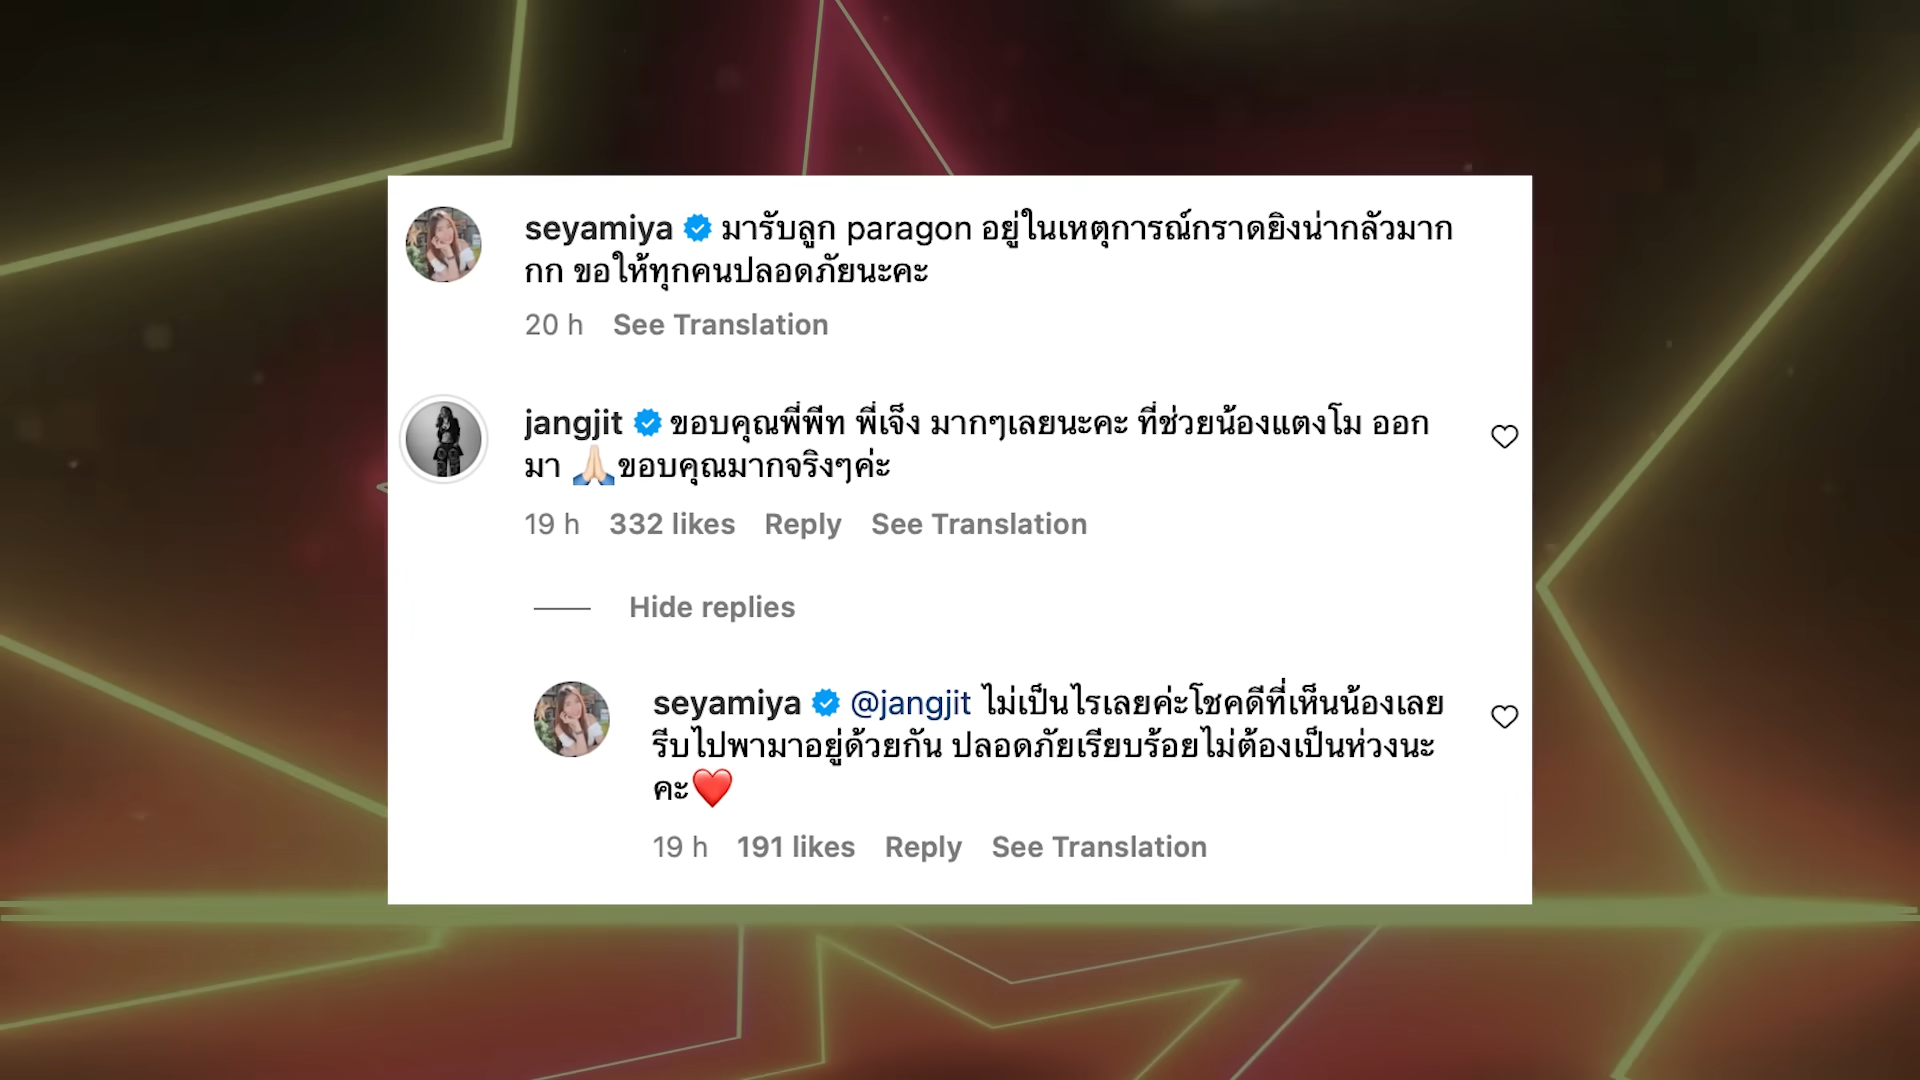 seyamiya มารับลูก paragon อยู่ในเหตุการณ์กราดยิงน่ากลัวมาก
กก ขอให้ทุกคนปลอดภัยนะคะ
20 h See Translation
jangjit ขอบคุณพี่พีท พี่เจ็ง มากๆเลยนะคะ ที่ช่วยน้องแตงโม ออก
มา 🙏🏻ขอบคุณมากจริงๆค่ะ
19 h 332 likes Reply See Translation
Hide replies
seyamiya @jangjit ไม่เป็นไรเลยค่ะโชคดีที่เห็นน้องเลย
รีบไปพามาอยู่ด้วยกัน ปลอดภัยเรียบร้อยไม่ต้องเป็นห่วงนะ
คะ❤️
19 h 191 likes Reply See Translation